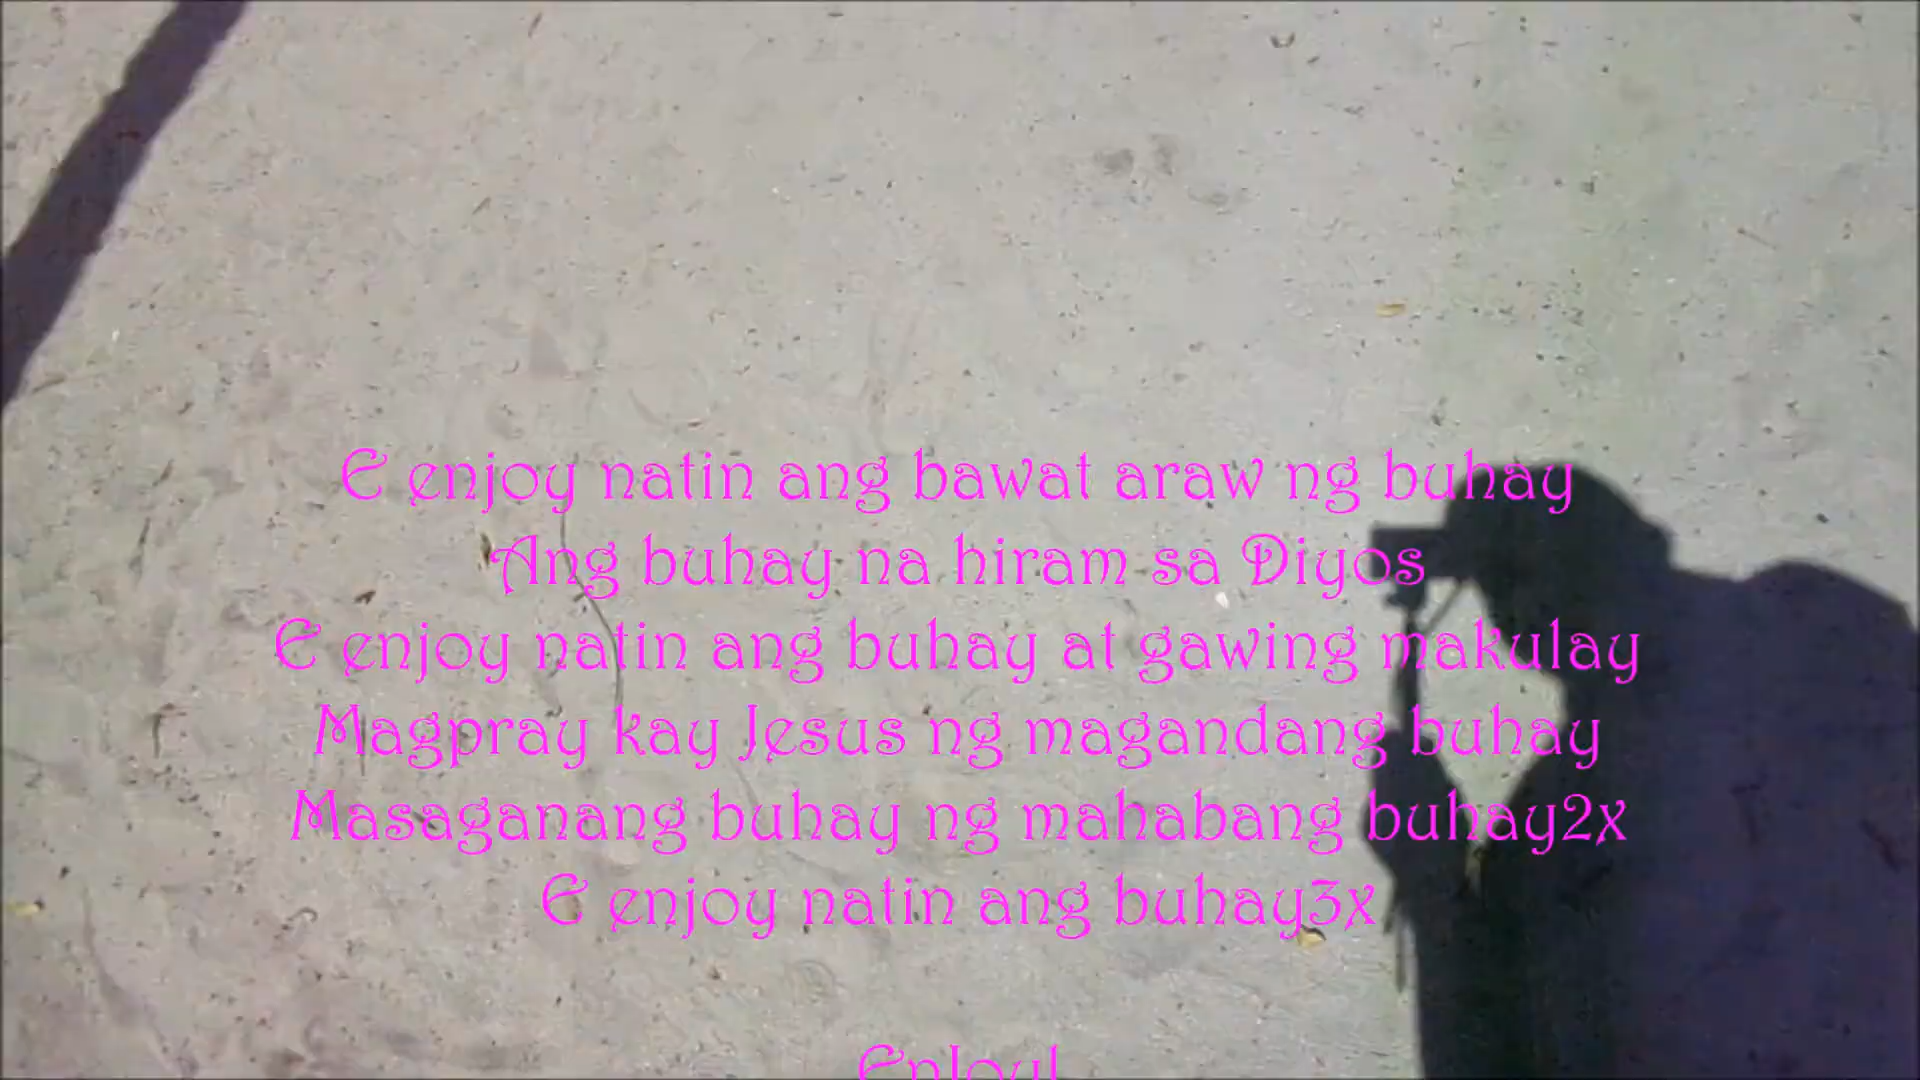 E enjoy natin ang bawat araw ng buhay
Ang buhay na hiram sa Diyos
E enjoy natin ang buhay at gawing makulay
Magpray kay Jesus ng magandang buhay
Masaganang buhay ng mahabang buhay2x
E enjoy natin ang buhay3x
EnJoy!